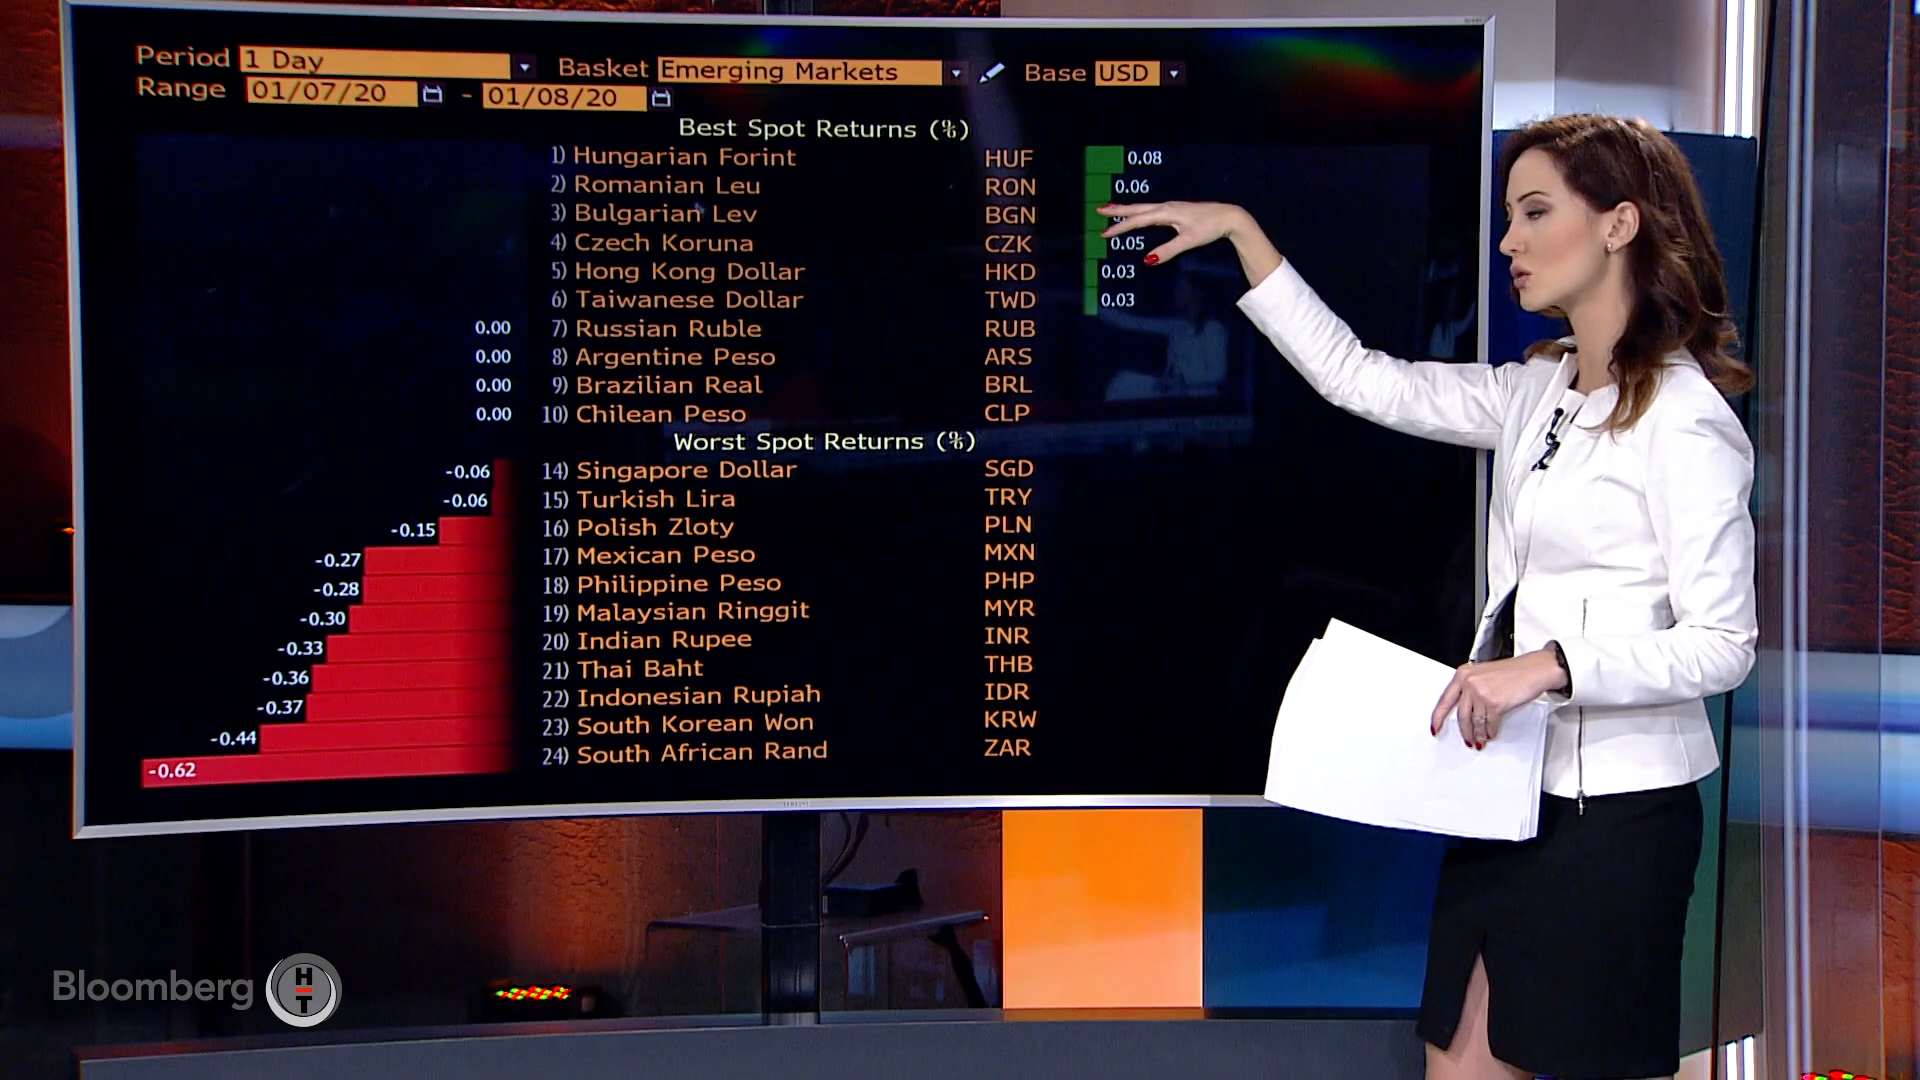 Period 1 Day Basket Emerging Markets Base USD
Range 01/07/20 - 01/08/20
Best Spot Returns (%)
1) Hungarian Forint HUF 0.08
2) Romanian Leu RON 0.06
3) Bulgarian Lev BGN
4) Czech Koruna CZK 0.05
5) Hong Kong Dollar HKD 0.03
6) Taiwanese Dollar TWD 0.03
0.00 7) Russian Ruble RUB
0.00 8) Argentine Peso ARS
0.00 9) Brazilian Real BRL
0.00 10) Chilean Peso CLP
Worst Spot Returns (%)
-0.06 14) Singapore Dollar SGD
-0.06 15) Turkish Lira TRY
-0.15 16) Polish Zloty PLN
-0.27 17) Mexican Peso MXN
-0.28 18) Philippine Peso PHP
-0.30 19) Malaysian Ringgit MYR
-0.33 20) Indian Rupee INR
-0.36 21) Thai Baht THB
-0.37 22) Indonesian Rupiah IDR
-0.44 23) South Korean Won KRW
-0.62 24) South African Rand ZAR
Bloomberg HT